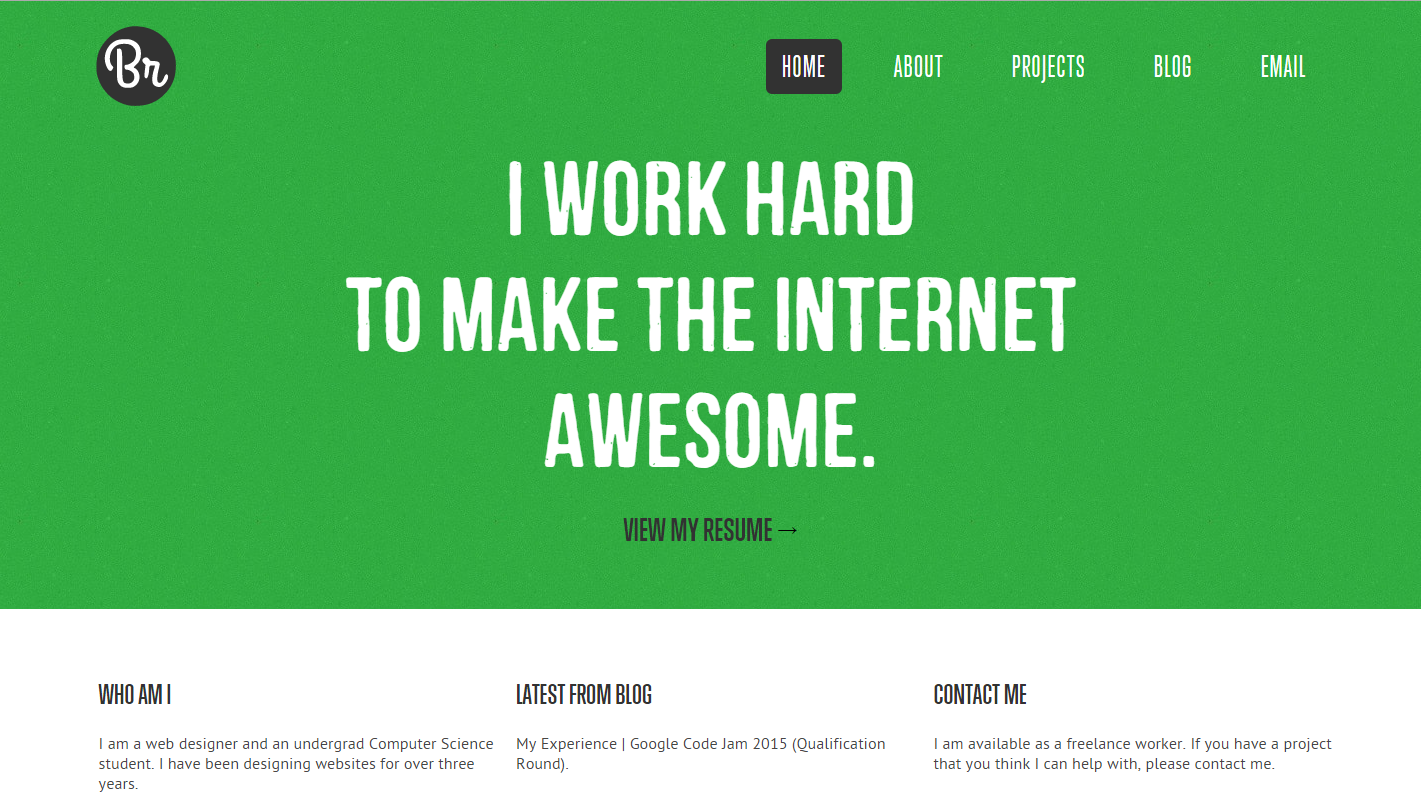 Br
HOME ABOUT PROJECTS BLOG EMAIL
I WORK HARD
TO MAKE THE INTERNET
AWESOME.
VIEW MY RESUME →
WHO AM I
I am a web designer and an undergrad Computer Science
student. I have been designing websites for over three
years.
LATEST FROM BLOG
My Experience | Google Code Jam 2015 (Qualification
Round).
CONTACT ME
I am available as a freelance worker. If you have a project
that you think I can help with, please contact me.